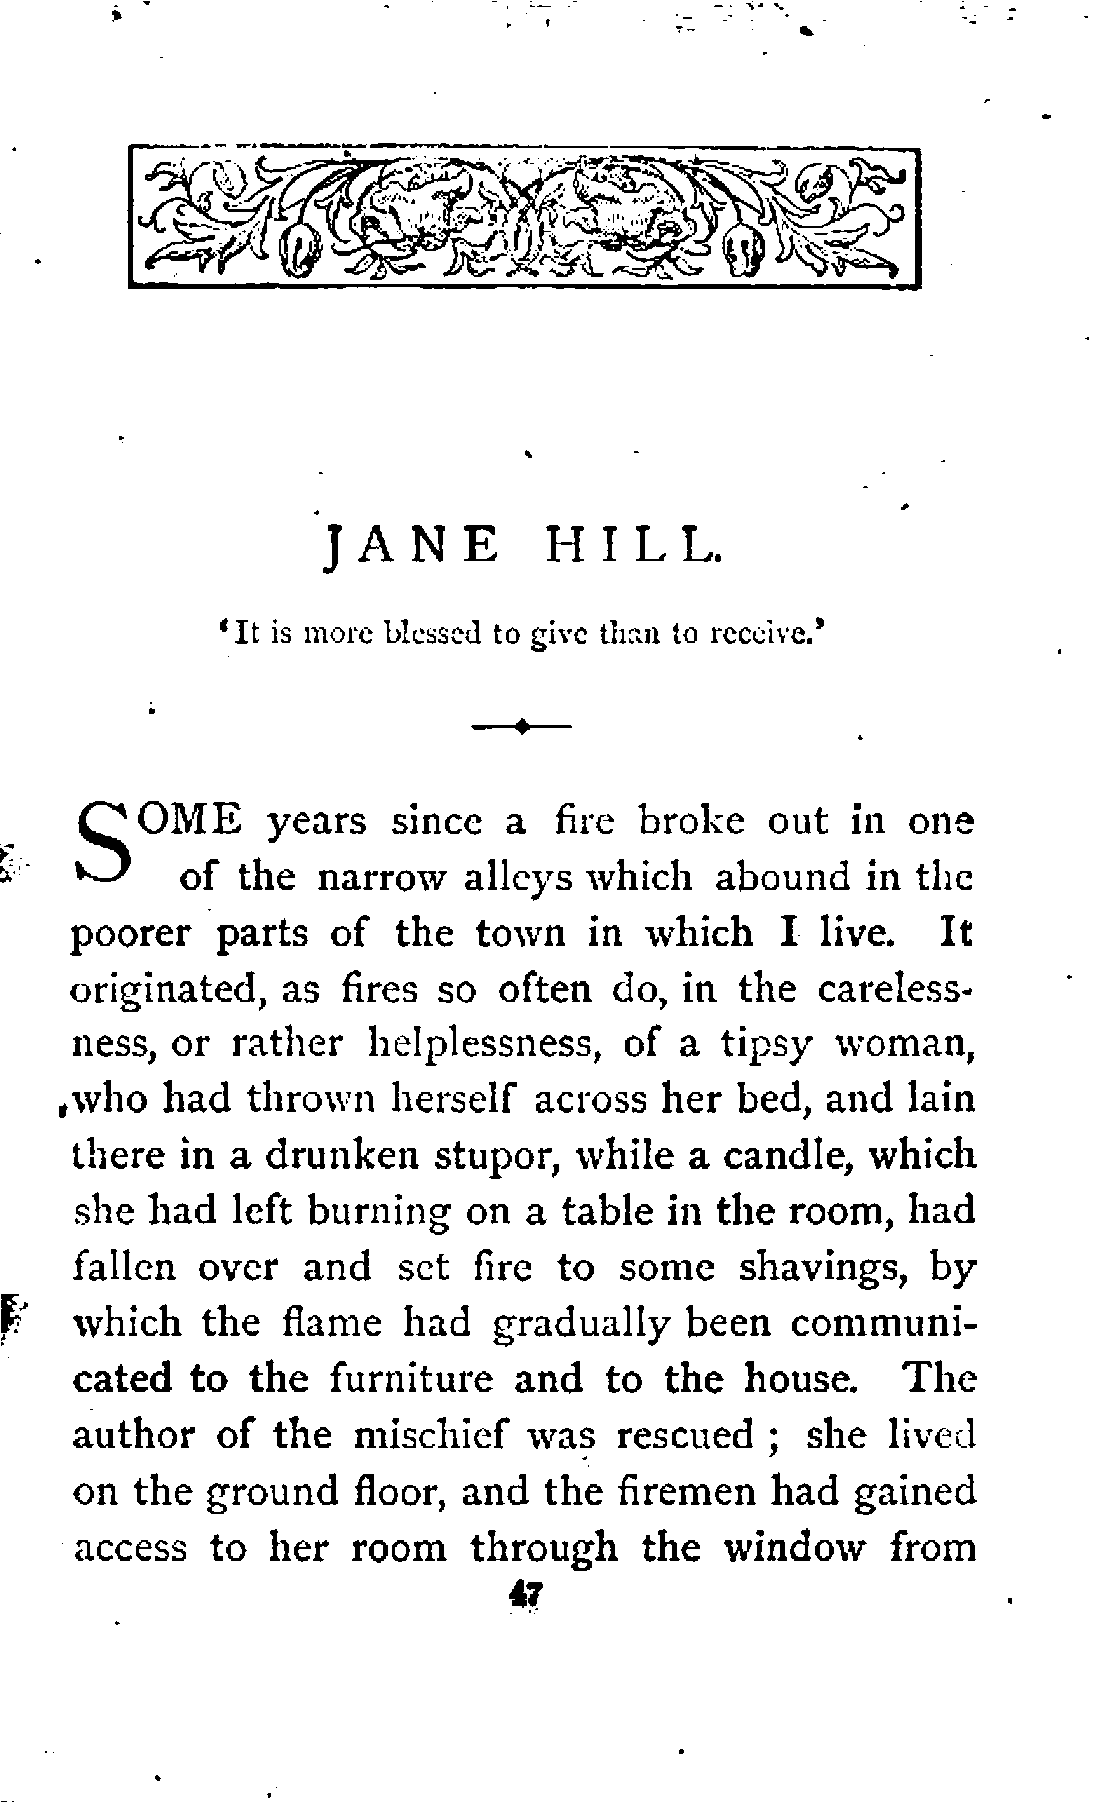 JANE HILL.
‘It is more blessed to give than to receive.’
SOME years since a fire broke out in one
of the narrow alleys which abound in the
poorer parts of the town in which I live. It
originated, as fires so often do, in the careless-
ness, or rather helplessness, of a tipsy woman,
who had thrown herself across her bed, and lain
there in a drunken stupor, while a candle, which
she had left burning on a table in the room, had
fallen over and set fire to some shavings, by
which the flame had gradually been communi-
cated to the furniture and to the house. The
author of the mischief was rescued ; she lived
on the ground floor, and the firemen had gained
access to her room through the window from
47